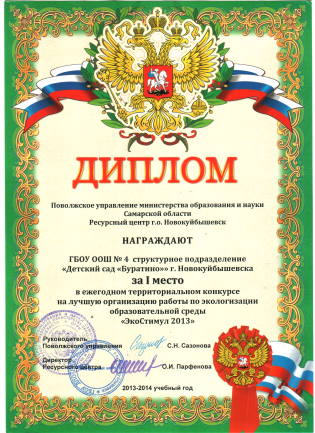 ДИПЛОМ
Поволжское управление министерства образования и науки
Самарской области
Ресурсный центр г.о. Новокуйбышевск
НАГРАЖДАЮТ
ГБОУ ООШ № 4 структурное подразделение
«Детский сад «Буратино»» г. Новокуйбышевска
за I место
в ежегодном территориальном конкурсе
на лучшую организацию работы по экологизации
образовательной среды
«ЭкоСтимул 2013»
Руководитель
Поволжского управления С.Н. Сазонова
Директор
Ресурсного центра О.И. Парфенова
2013-2014 учебный год